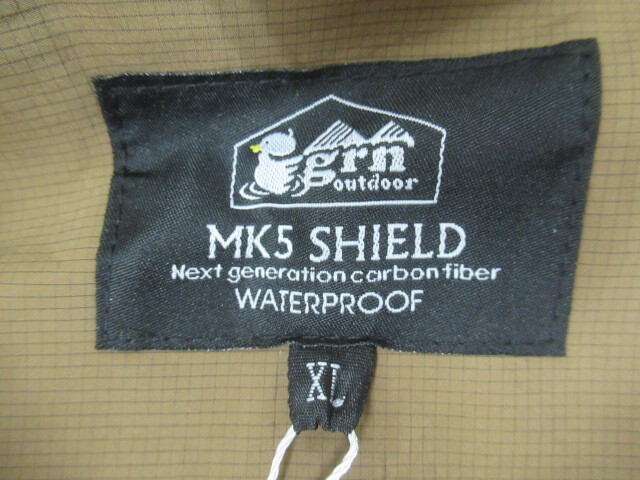 grn
outdoor
MK5 SHIELD
Next generation carbon fiber
WATERPROOF
XL